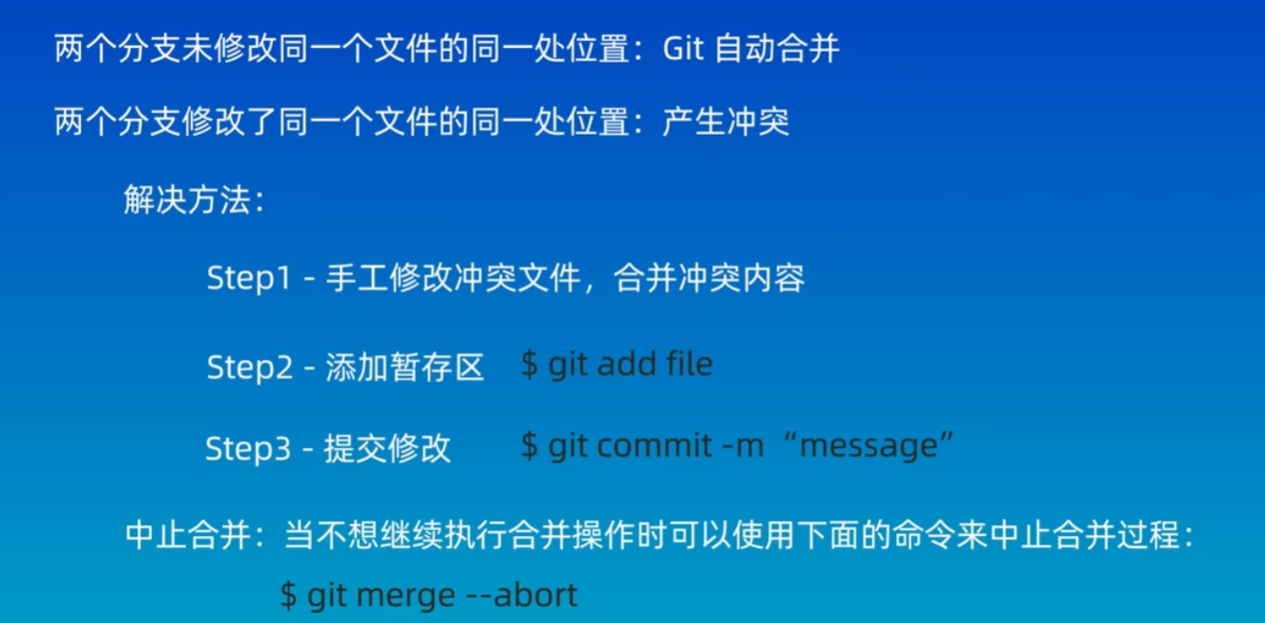 两个分支未修改同一个文件的同一处位置：Git 自动合并
两个分支修改了同一个文件的同一处位置：产生冲突
解决方法：
Step1 - 手工修改冲突文件，合并冲突内容
Step2 - 添加暂存区 $ git add file
Step3 - 提交修改 $ git commit -m “message”
中止合并：当不想继续执行合并操作时可以使用下面的命令来中止合并过程：
$ git merge --abort